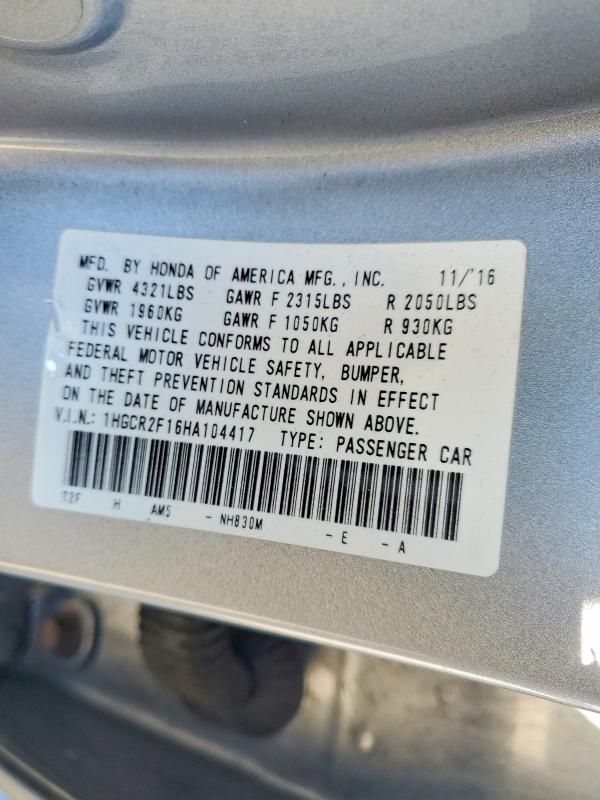 MFD. BY HONDA OF AMERICA MFG., INC. 11/'16
GVWR 4321LBS GAWR F 2315LBS R 2050LBS
GVWR 1960KG GAWR F 1050KG R 930KG
THIS VEHICLE CONFORMS TO ALL APPLICABLE
FEDERAL MOTOR VEHICLE SAFETY, BUMPER,
AND THEFT PREVENTION STANDARDS IN EFFECT
ON THE DATE OF MANUFACTURE SHOWN ABOVE.
V.I.N.: 1HGCR2F16HA104417 TYPE: PASSENGER CAR
T2F H AM5 - NH830M - E - A